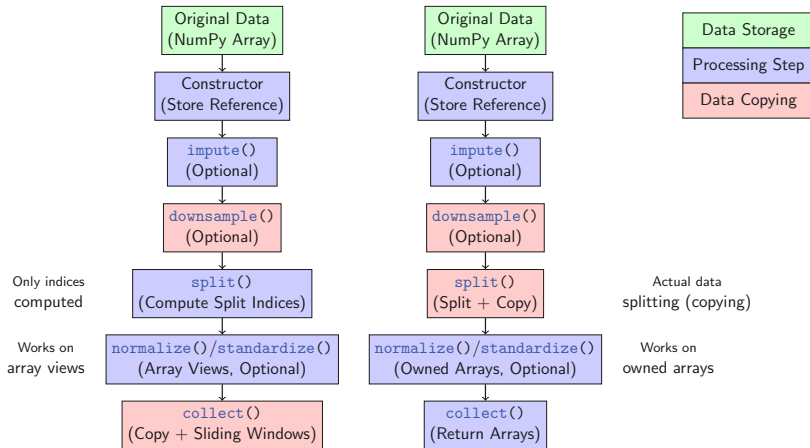 Original Data
(NumPy Array)
Constructor
(Store Reference)
impute()
(Optional)
downsample()
(Optional)
Only indices
computed
split()
(Compute Split Indices)
Works on
array views
normalize()/standardize()
(Array Views, Optional)
collect()
(Copy + Sliding Windows)
Original Data
(NumPy Array)
Constructor
(Store Reference)
impute()
(Optional)
downsample()
(Optional)
split()
(Split + Copy)
Actual data
splitting (copying)
normalize()/standardize()
(Owned Arrays, Optional)
Works on
owned arrays
collect()
(Return Arrays)
Data Storage
Processing Step
Data Copying